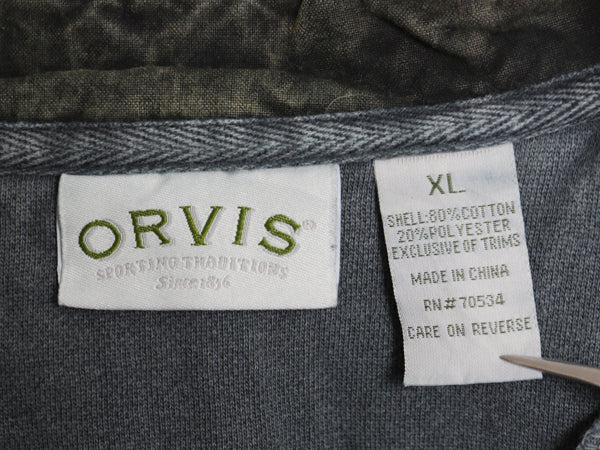 ORVIS®
SPORTING TRADITIONS
Since 1856
XL
SHELL:80%COTTON
20%POLYESTER
EXCLUSIVE OF TRIMS
MADE IN CHINA
RN#70534
CARE ON REVERSE